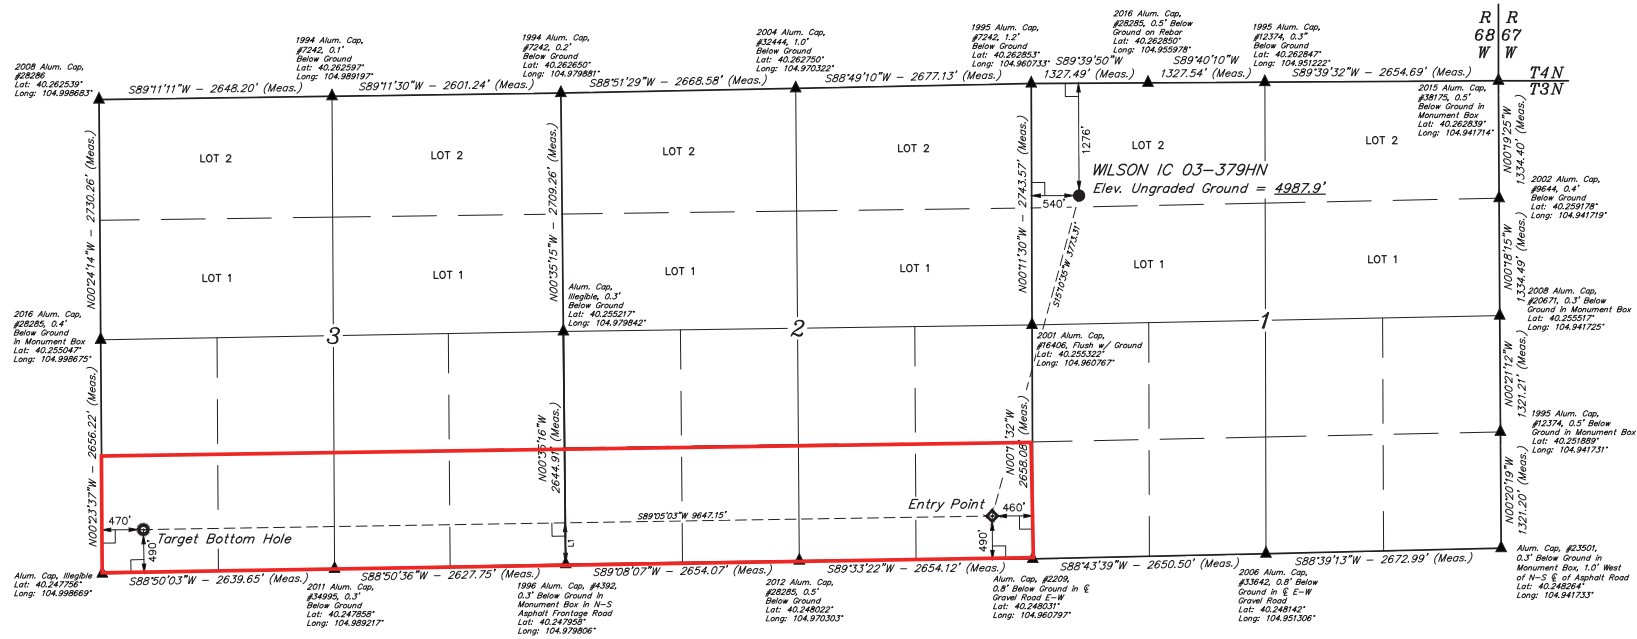 R R
68 67
W W
T4N
T3N
2008 Alum. Cap,
#28286
Lat: 40.262539°
Long: 104.998683°
1994 Alum. Cap,
#7242, 0.1'
Below Ground
Lat: 40.262597°
Long: 104.989197°
1994 Alum. Cap,
#7242, 0.2'
Below Ground
Lat: 40.262650°
Long: 104.979881°
2004 Alum. Cap,
#32444, 1.0'
Below Ground
Lat: 40.262750°
Long: 104.970322°
1995 Alum. Cap,
#7242, 1.2'
Below Ground
Lat: 40.262853°
Long: 104.960733°
2016 Alum. Cap,
#28285, 0.5' Below
Ground on Rebar
Lat: 40.262850°
Long: 104.955978°
1995 Alum. Cap,
#12374, 0.3"
Below Ground
Lat: 40.262847°
Long: 104.951222°
2015 Alum. Cap,
#38175, 0.5'
Below Ground in
Monument Box
Lat: 40.262839°
Long: 104.941714°
S89°11'11"W - 2648.20' (Meas.)
S89°11'30"W - 2601.24' (Meas.)
S88°51'29"W - 2668.58' (Meas.)
S88°49'10"W - 2677.13' (Meas.)
S89°39'50"W
1327.49' (Meas.)
S89°40'10"W
1327.54' (Meas.)
S89°39'32"W - 2654.69' (Meas.)
N00°24'14"W - 2730.26' (Meas.)
N00°35'15"W - 2709.26' (Meas.)
N00°11'30"W - 2743.57' (Meas.)
N00°19'25"W
1334.40' (Meas.)
LOT 2
LOT 2
LOT 2
LOT 2
LOT 2
LOT 2
1276'
WILSON IC 03-379HN
Elev. Ungraded Ground = 4987.9'
540'
2002 Alum. Cap,
#9644, 0.4'
Below Ground
Lat: 40.259178°
Long: 104.941719°
S15°10'35"W 3773.31'
LOT 1
LOT 1
LOT 1
LOT 1
LOT 1
LOT 1
N00°18'15"W
1334.49' (Meas.)
2016 Alum. Cap,
#28285, 0.4'
Below Ground
in Monument Box
Lat: 40.255047°
Long: 104.998675°
Alum. Cap,
Illegible, 0.3'
Below Ground
Lat: 40.255217°
Long: 104.979842°
2001 Alum. Cap,
#16406, Flush w/ Ground
Lat: 40.255322°
Long: 104.960767°
2008 Alum. Cap,
#20671, 0.3' Below
Ground in Monument Box
Lat: 40.255517°
Long: 104.941725°
3
2
1
N00°23'37"W - 2656.22' (Meas.)
N00°35'16"W
2644.91' (Meas.)
N00°11'32"W
2658.08' (Meas.)
N00°21'12"W
1321.21' (Meas.)
1995 Alum. Cap,
#12374, 0.5' Below
Ground in Monument Box
Lat: 40.251889°
Long: 104.941731°
N00°20'19"W
1321.20' (Meas.)
470'
490'
Target Bottom Hole
S89°05'03"W 9647.15'
L1
Entry Point
460'
490'
S88°50'03"W - 2639.65' (Meas.)
S88°50'36"W - 2627.75' (Meas.)
S89°08'07"W - 2654.07' (Meas.)
S89°33'22"W - 2654.12' (Meas.)
S88°43'39"W - 2650.50' (Meas.)
S88°39'13"W - 2672.99' (Meas.)
Alum. Cap, Illegible
Lat: 40.247756°
Long: 104.998669°
2011 Alum. Cap,
#34995, 0.3'
Below Ground
Lat: 40.247858°
Long: 104.989217°
1996 Alum. Cap, #4392,
0.3' Below Ground in
Monument Box in N-S
Asphalt Frontage Road
Lat: 40.247958°
Long: 104.979806°
2012 Alum. Cap,
#28285, 0.5'
Below Ground
Lat: 40.248022°
Long: 104.970303°
Alum. Cap, #2209,
0.8' Below Ground in ℄
Gravel Road E-W
Lat: 40.248031°
Long: 104.960797°
2006 Alum. Cap,
#33642, 0.8' Below
Ground in ℄ E-W
Gravel Road
Lat: 40.248142°
Long: 104.951306°
Alum. Cap, #23501,
0.3' Below Ground in
Monument Box, 1.0' West
of N-S ℄ of Asphalt Road
Lat: 40.248264°
Long: 104.941733°